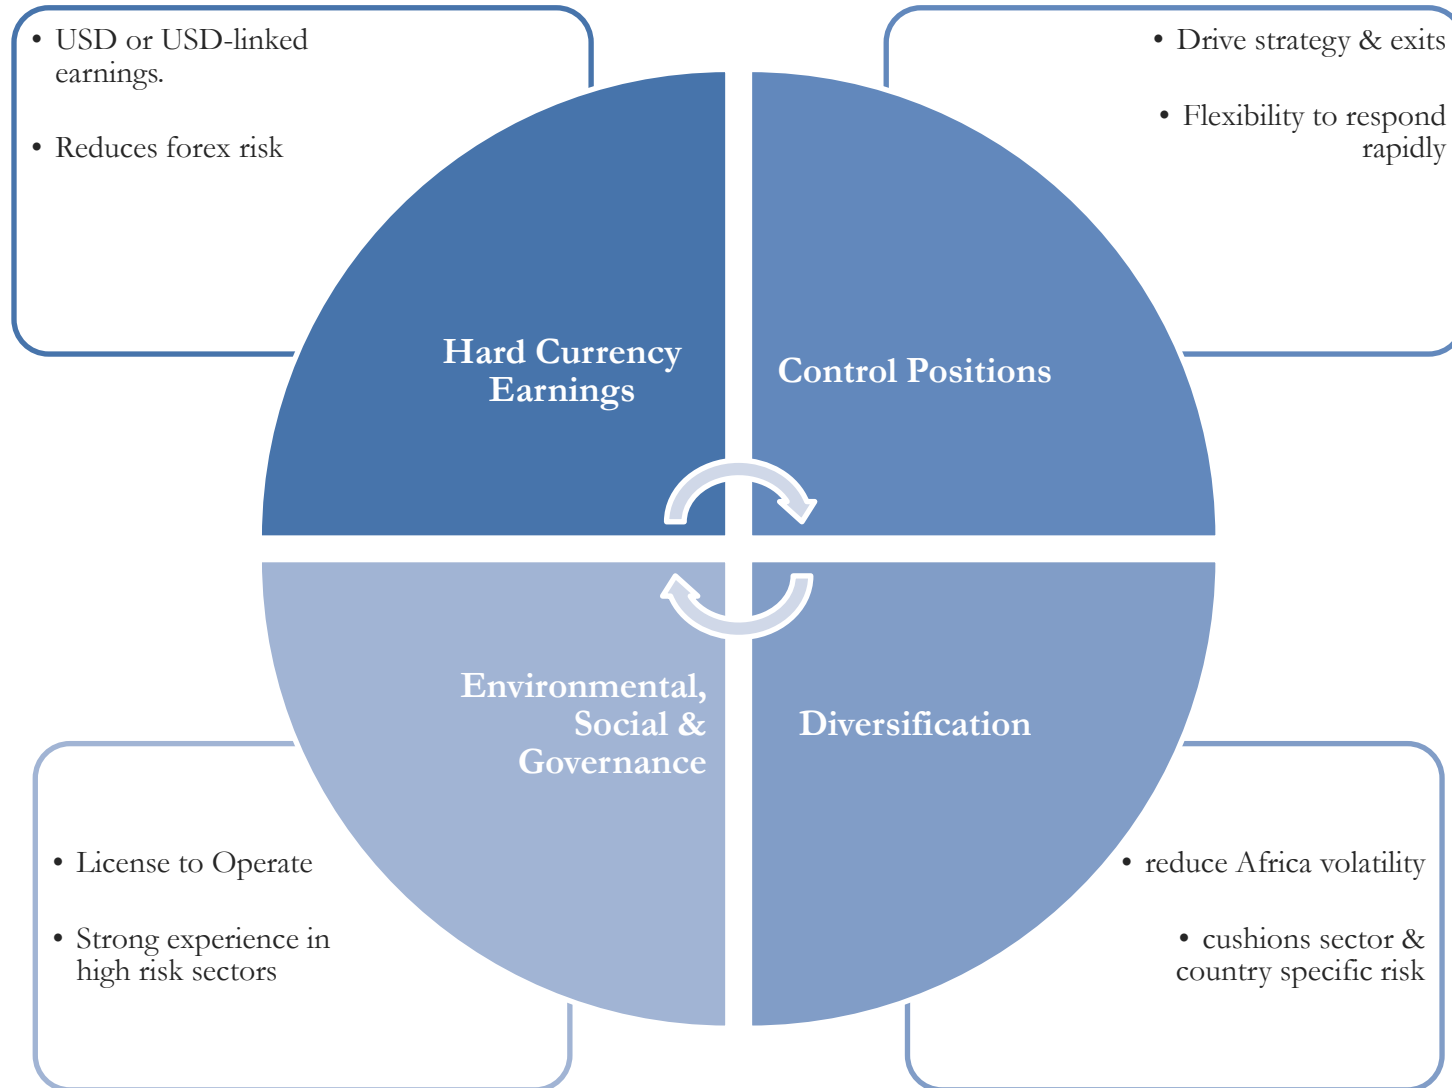 • USD or USD-linked
earnings.
• Reduces forex risk
• Drive strategy & exits
• Flexibility to respond
rapidly
Hard Currency
Earnings
Control Positions
Environmental,
Social &
Governance
Diversification
• License to Operate
• Strong experience in
high risk sectors
• reduce Africa volatility
• cushions sector &
country specific risk